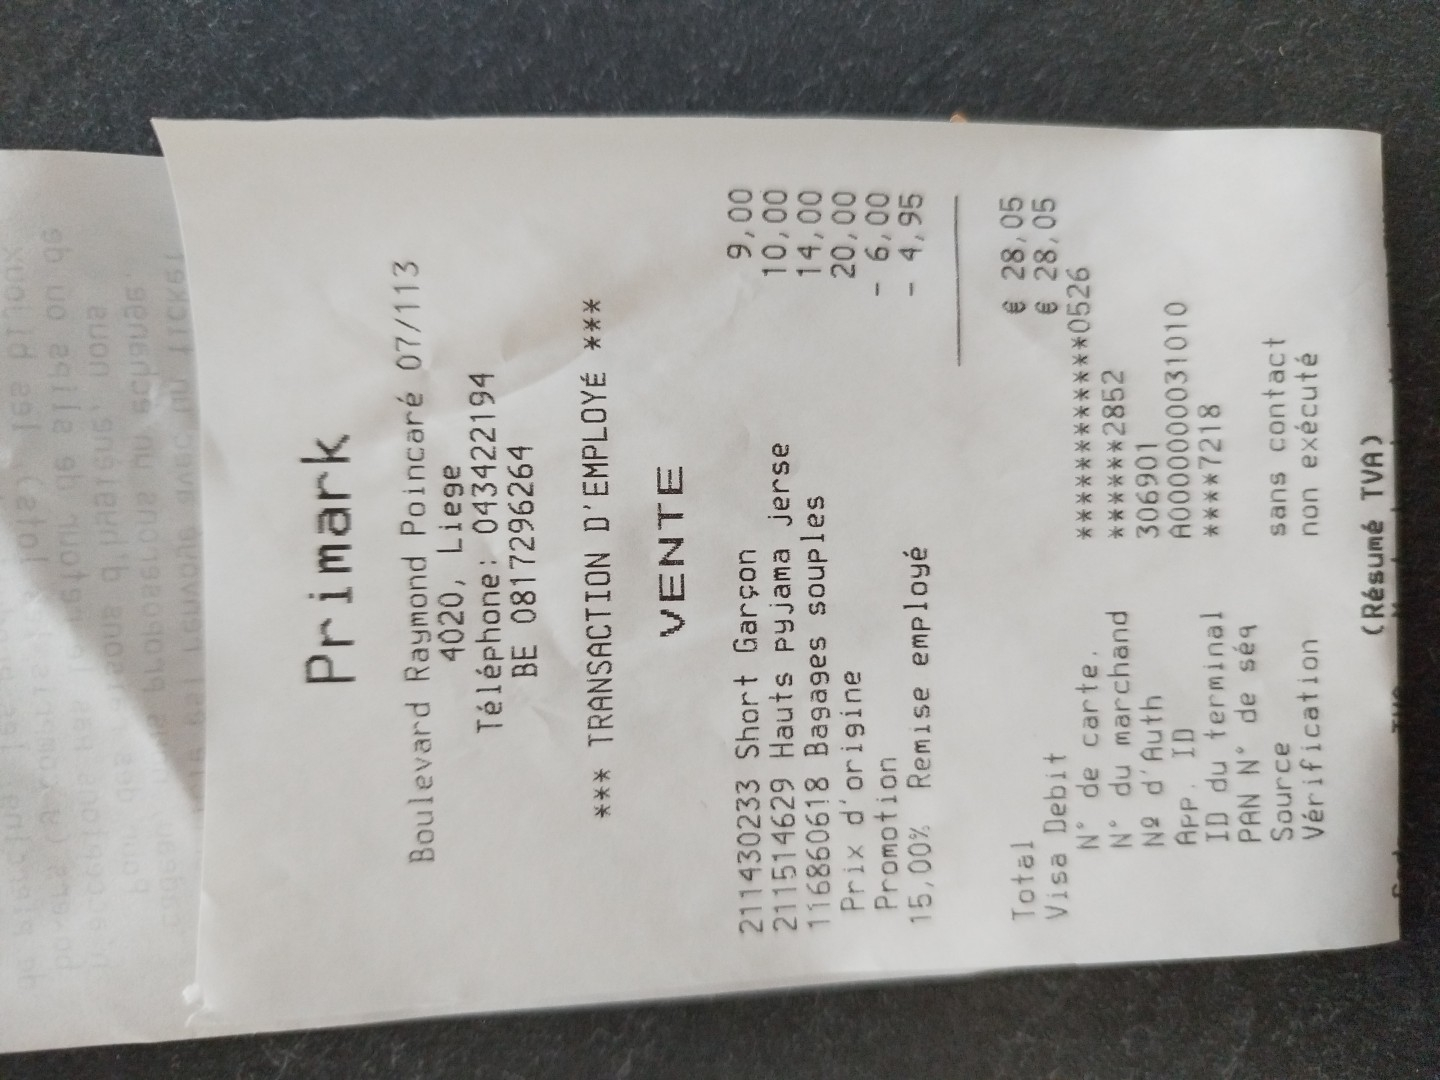 Primark
Boulevard Raymond Poincaré 07/113
4020, Liege
Téléphone: 043422194
BE 0817296264
*** TRANSACTION D'EMPLOYÉ ***
VENTE
211430233 Short Garçon 9,00
211514629 Hauts pyjama jerse 10,00
116860618 Bagages souples 14,00
Prix d'origine 20,00
Promotion - 6,00
15,00% Remise employé - 4,95
Total € 28,05
Visa Debit € 28,05
N° de carte. ************0526
N° du marchand ******2852
Nº d'Auth 306901
App. ID A0000000031010
ID du terminal ****7218
PAN N° de séq
Source sans contact
Vérification non exécuté
(Résumé TVA)